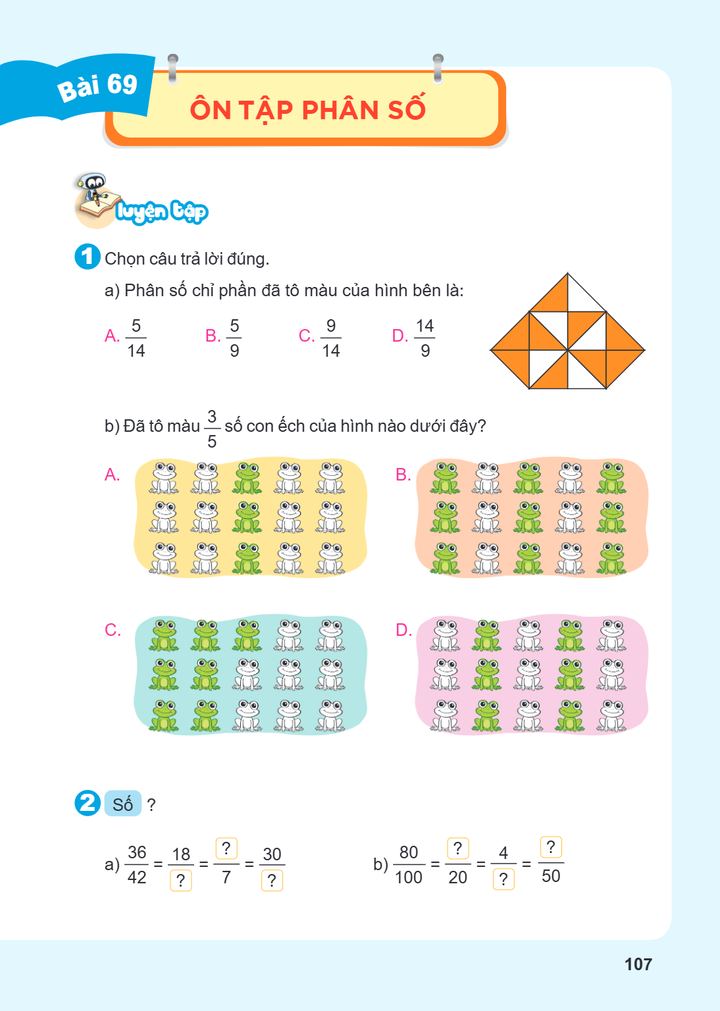 Bài 69
ÔN TẬP PHÂN SỐ
luyện tập
1 Chọn câu trả lời đúng.
a) Phân số chỉ phần đã tô màu của hình bên là:
A. 5/14 B. 5/9 C. 9/14 D. 14/9
b) Đã tô màu 3/5 số con ếch của hình nào dưới đây?
A. B.
C. D.
2 Số ?
a) 36/42 = 18/? = ?/7 = 30/? b) 80/100 = ?/20 = 4/? = ?/50
107